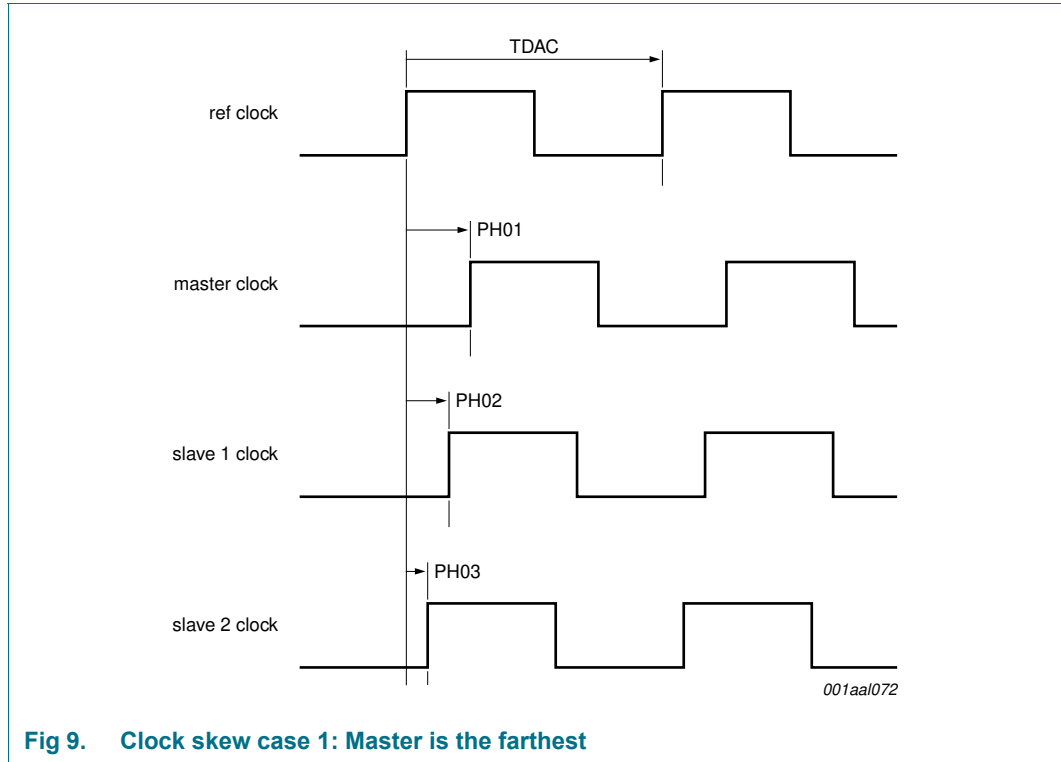 TDAC
ref clock
PH01
master clock
PH02
slave 1 clock
PH03
slave 2 clock
001aal072
Fig 9. Clock skew case 1: Master is the farthest